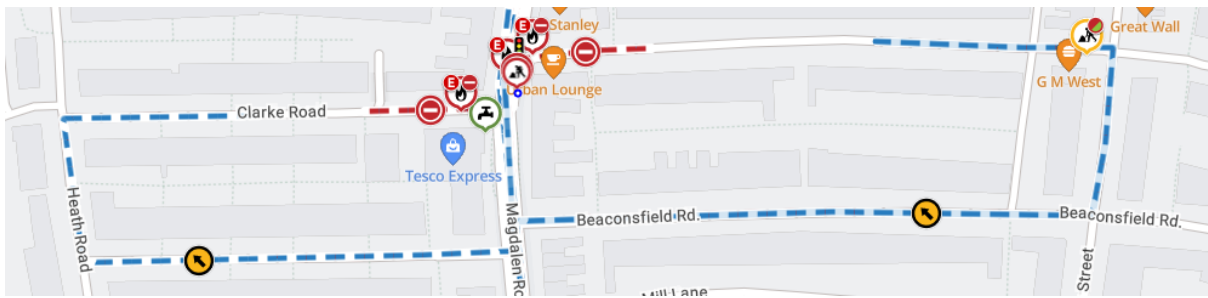 E
Stanley
E
Great Wall
E
Urban Lounge
G M West
Clarke Road
Tesco Express
Heath Road
Magdalen Ro
Beaconsfield Rd.
Beaconsfield Rd.
Street
Mill Lane